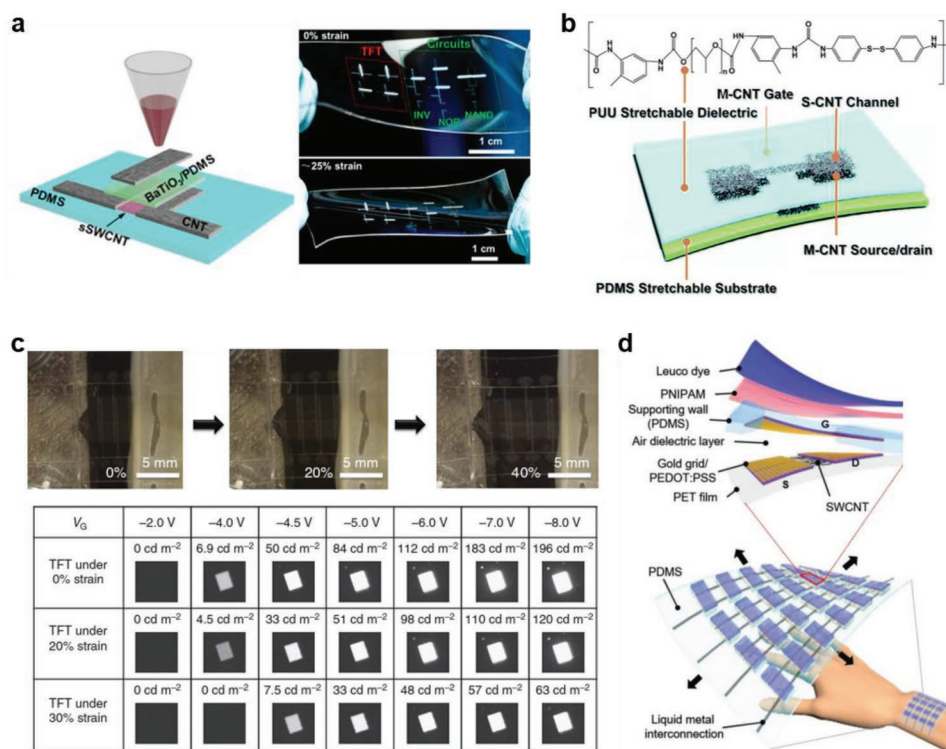 a
BaTiO₃/PDMS
PDMS
CNT
sSWCNT
0% strain
TFT
Circuits
INV
NOR
NAND
1 cm
~25% strain
1 cm
b
O
N
H
N
H
O
O
O
n
O
N
H
N
H
O
N
H
S-S
N
H
M-CNT Gate
S-CNT Channel
PUU Stretchable Dielectric
M-CNT Source/drain
PDMS Stretchable Substrate
c
0%
5 mm
20%
5 mm
40%
5 mm
V_G –2.0 V –4.0 V –4.5 V –5.0 V –6.0 V –7.0 V –8.0 V
TFT under
0% strain
0 cd m⁻² 6.9 cd m⁻² 50 cd m⁻² 84 cd m⁻² 112 cd m⁻² 183 cd m⁻² 196 cd m⁻²
TFT under
20% strain
0 cd m⁻² 4.5 cd m⁻² 33 cd m⁻² 51 cd m⁻² 98 cd m⁻² 110 cd m⁻² 120 cd m⁻²
TFT under
30% strain
0 cd m⁻² 0 cd m⁻² 7.5 cd m⁻² 33 cd m⁻² 48 cd m⁻² 57 cd m⁻² 63 cd m⁻²
d
Leuco dye
PNIPAM
Supporting wall
(PDMS)
G
Air dielectric layer
Gold grid/
PEDOT:PSS
S
D
SWCNT
PET film
PDMS
Liquid metal
interconnection